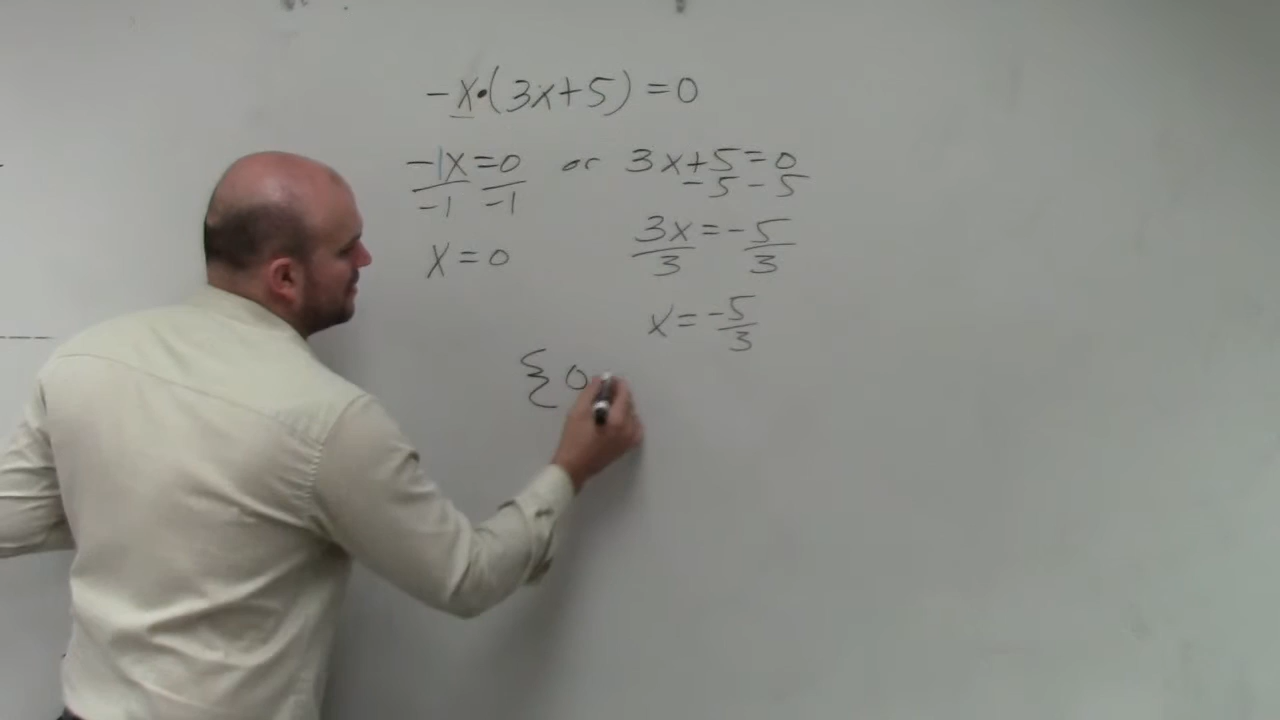 -x•(3x+5)=0
-1x=0 or 3x+5=0
-1 -1 -5 -5
x=0 3x=-5
3 3
x=-5
3
{0